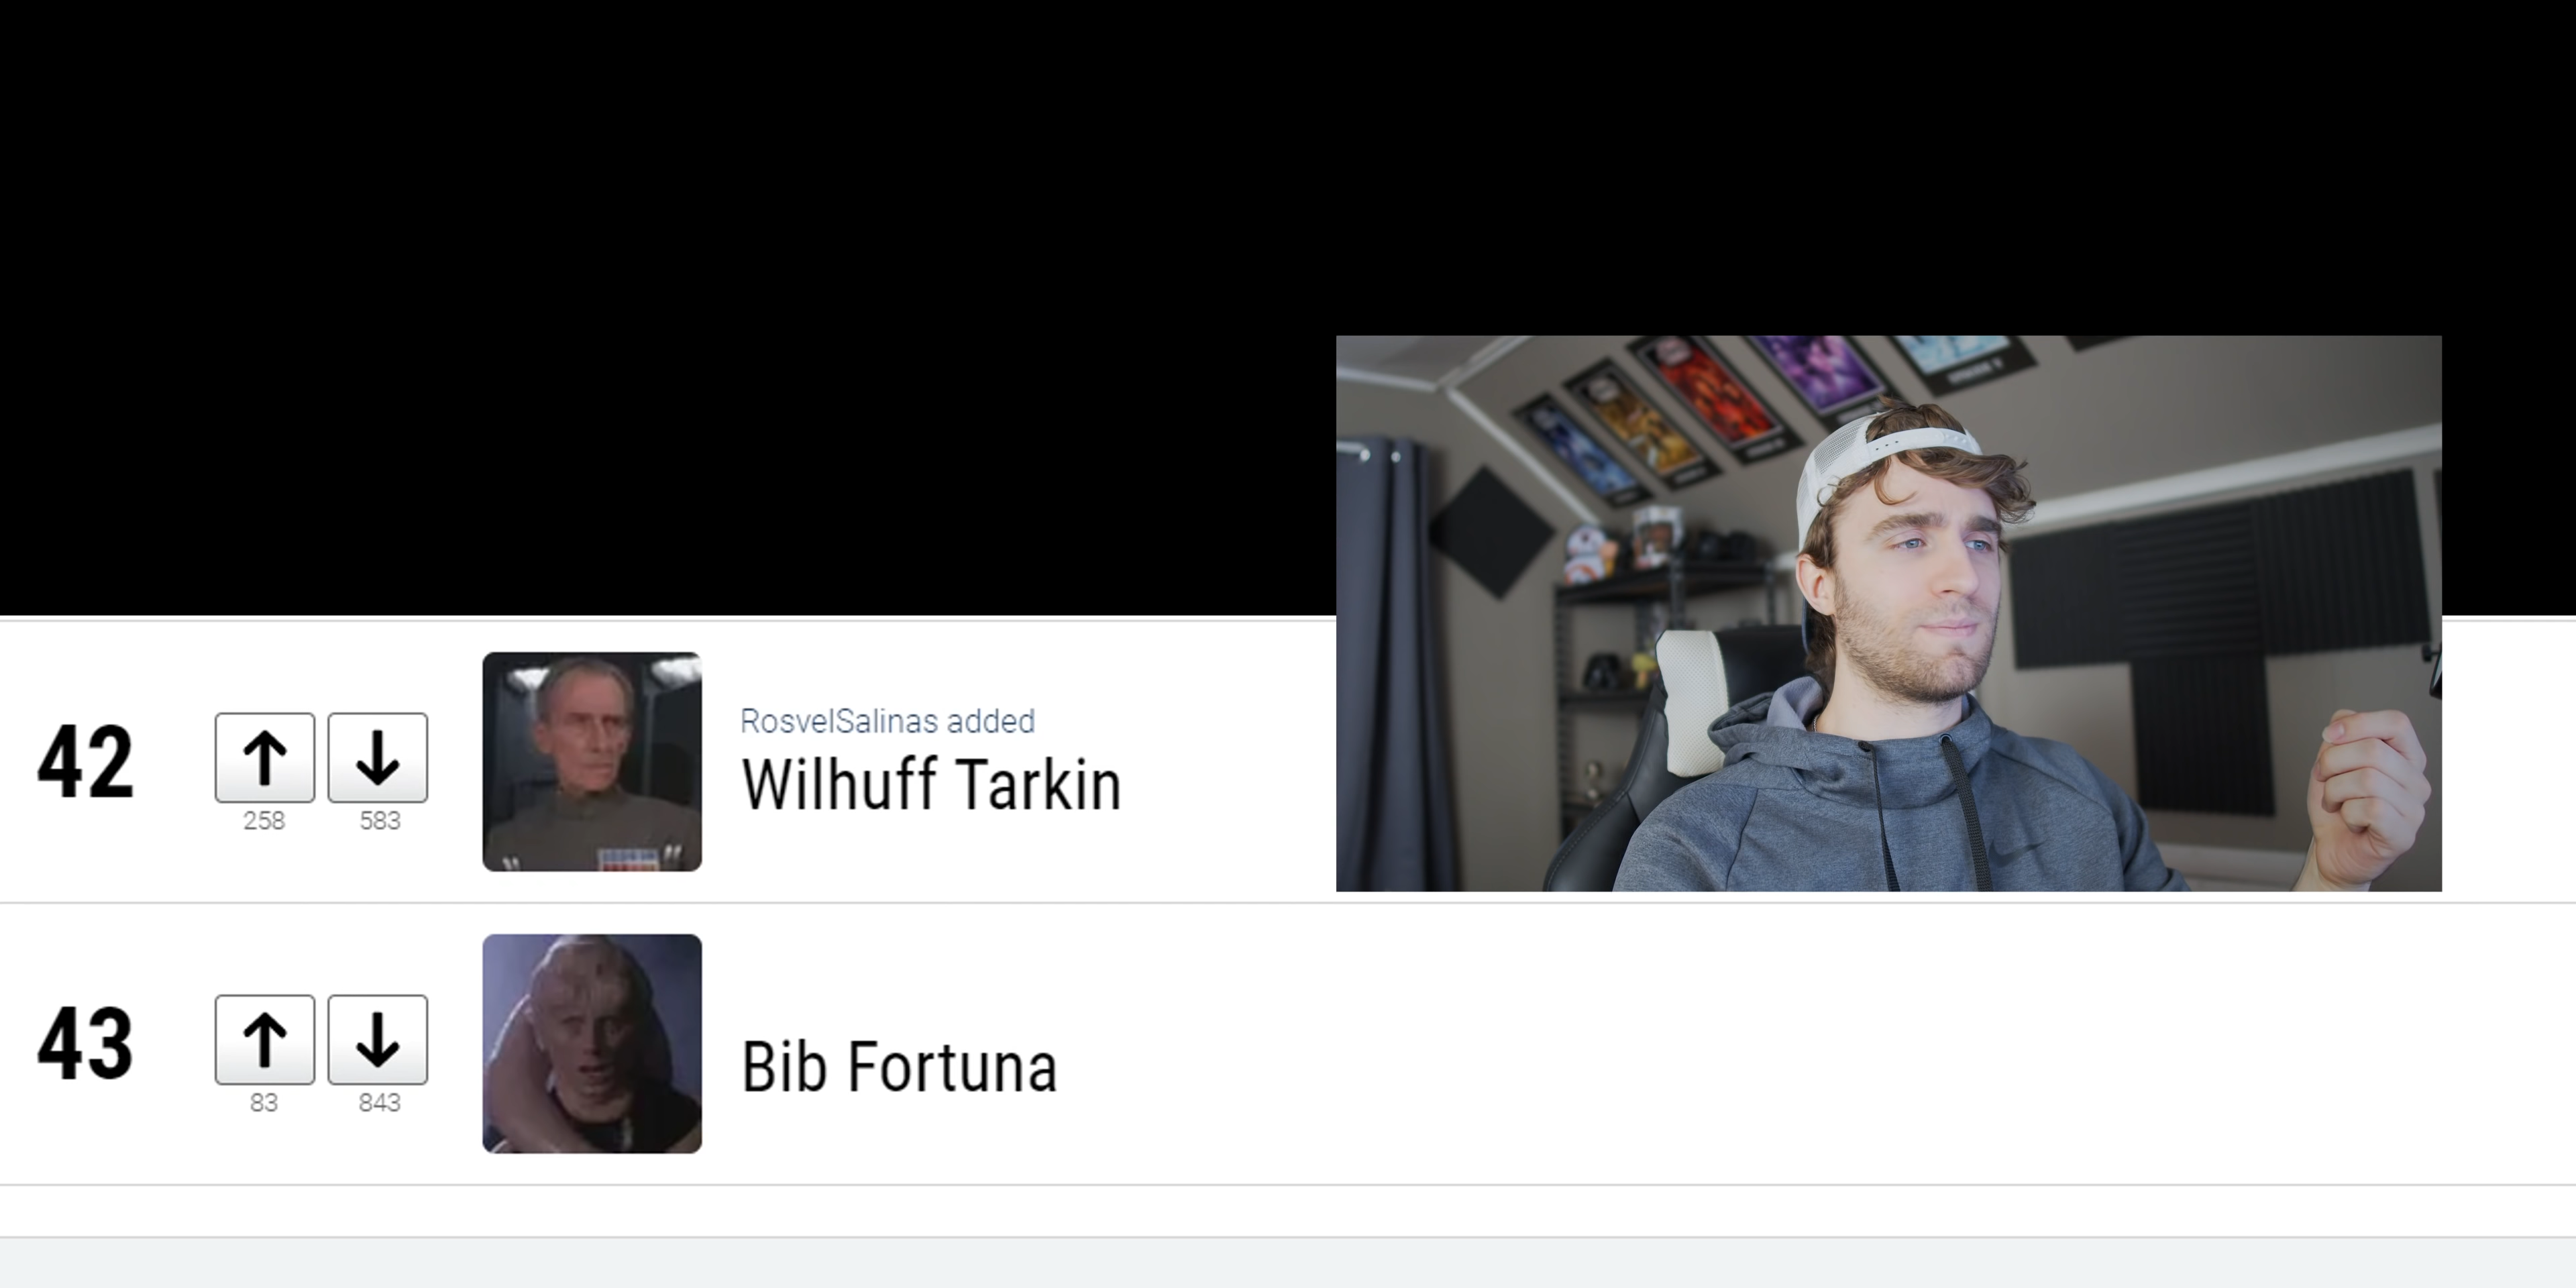 42
258
583
RosvelSalinas added
Wilhuff Tarkin
43
83
843
Bib Fortuna